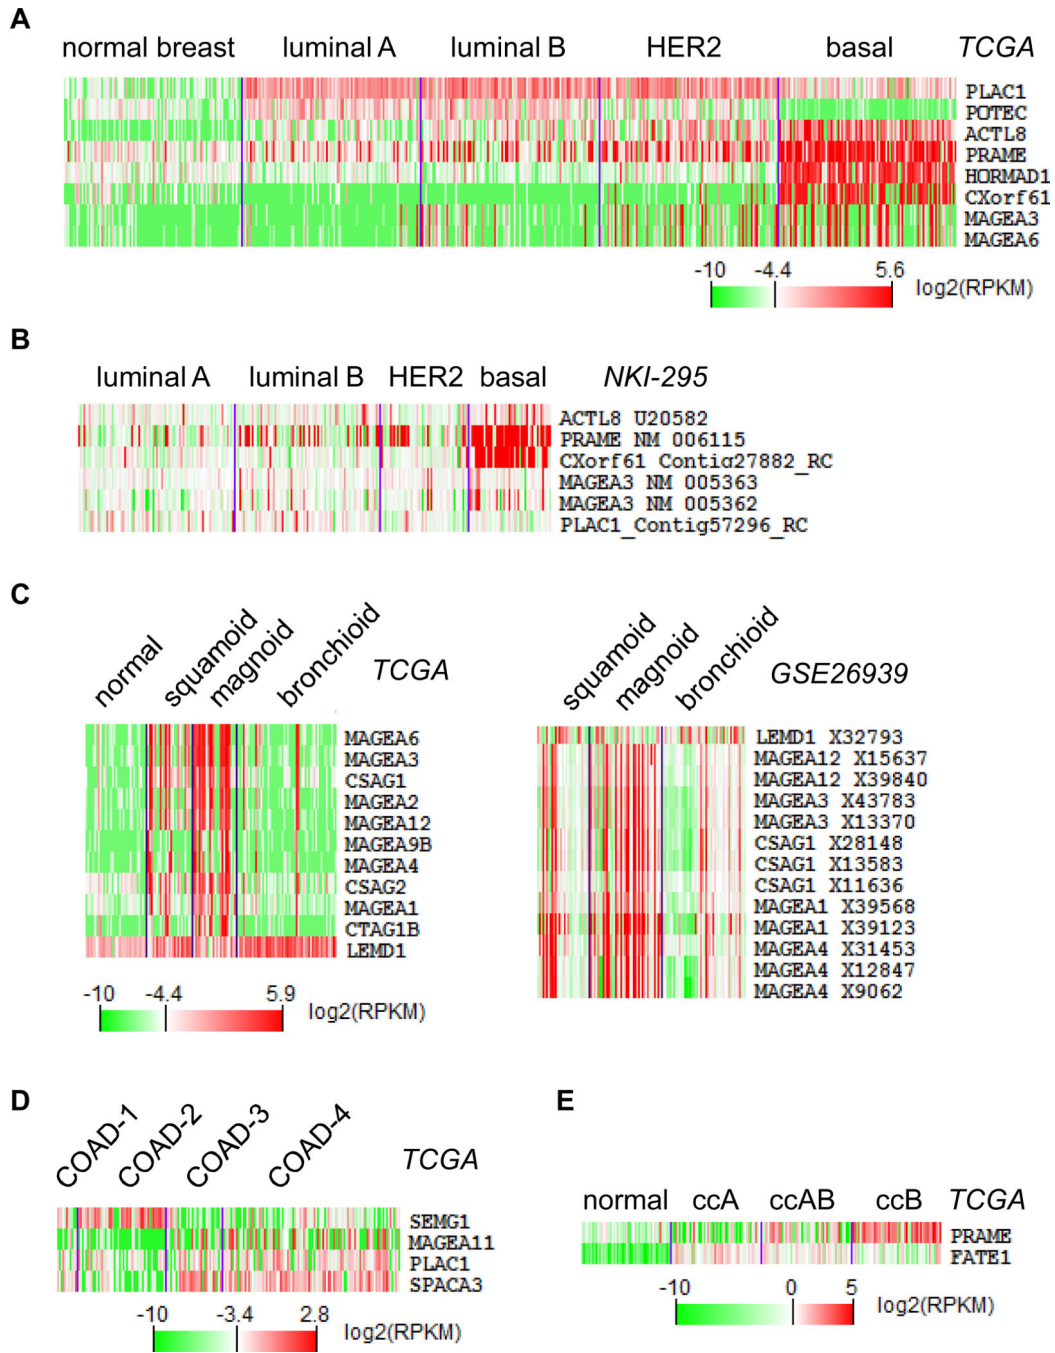 A
normal breast luminal A luminal B HER2 basal TCGA
PLAC1
POTEC
ACTL8
PRAME
HORMAD1
CXorf61
MAGEA3
MAGEA6
-10 -4.4 5.6
log2(RPKM)
B
luminal A luminal B HER2 basal NKI-295
ACTL8 U20582
PRAME NM 006115
CXorf61 Contig27882_RC
MAGEA3 NM 005363
MAGEA3 NM 005362
PLAC1_Contig57296_RC
C
normal squamoid magnoid bronchioid TCGA
MAGEA6
MAGEA3
CSAG1
MAGEA2
MAGEA12
MAGEA9B
MAGEA4
CSAG2
MAGEA1
CTAG1B
LEMD1
-10 -4.4 5.9
log2(RPKM)
squamoid magnoid bronchioid GSE26939
LEMD1 X32793
MAGEA12 X15637
MAGEA12 X39840
MAGEA3 X43783
MAGEA3 X13370
CSAG1 X28148
CSAG1 X13583
CSAG1 X11636
MAGEA1 X39568
MAGEA1 X39123
MAGEA4 X31453
MAGEA4 X12847
MAGEA4 X9062
D
COAD-1 COAD-2 COAD-3 COAD-4 TCGA
SEMG1
MAGEA11
PLAC1
SPACA3
-10 -3.4 2.8
log2(RPKM)
E
normal ccA ccAB ccB TCGA
PRAME
FATE1
-10 0 5
log2(RPKM)